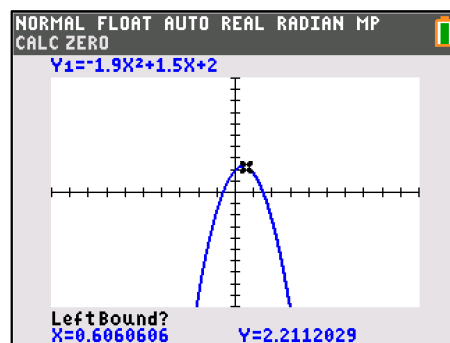 NORMAL FLOAT AUTO REAL RADIAN MP
CALC ZERO
Y₁=⁻1.9X²+1.5X+2
LeftBound?
X=0.6060606 Y=2.2112029